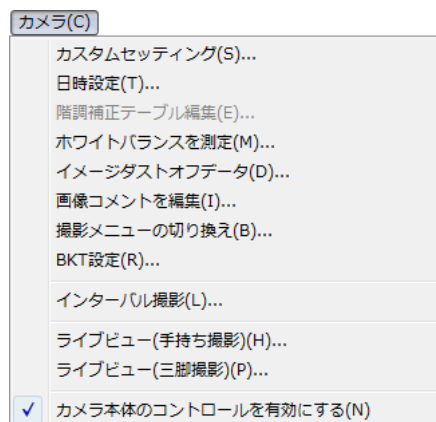 カメラ(C)
カスタムセッティング(S)...
日時設定(T)...
階調補正テーブル編集(E)...
ホワイトバランスを測定(M)...
イメージダストオフデータ(D)...
画像コメントを編集(I)...
撮影メニューの切り換え(B)...
BKT設定(R)...
インターバル撮影(L)...
ライブビュー(手持ち撮影)(H)...
ライブビュー(三脚撮影)(P)...
カメラ本体のコントロールを有効にする(N)